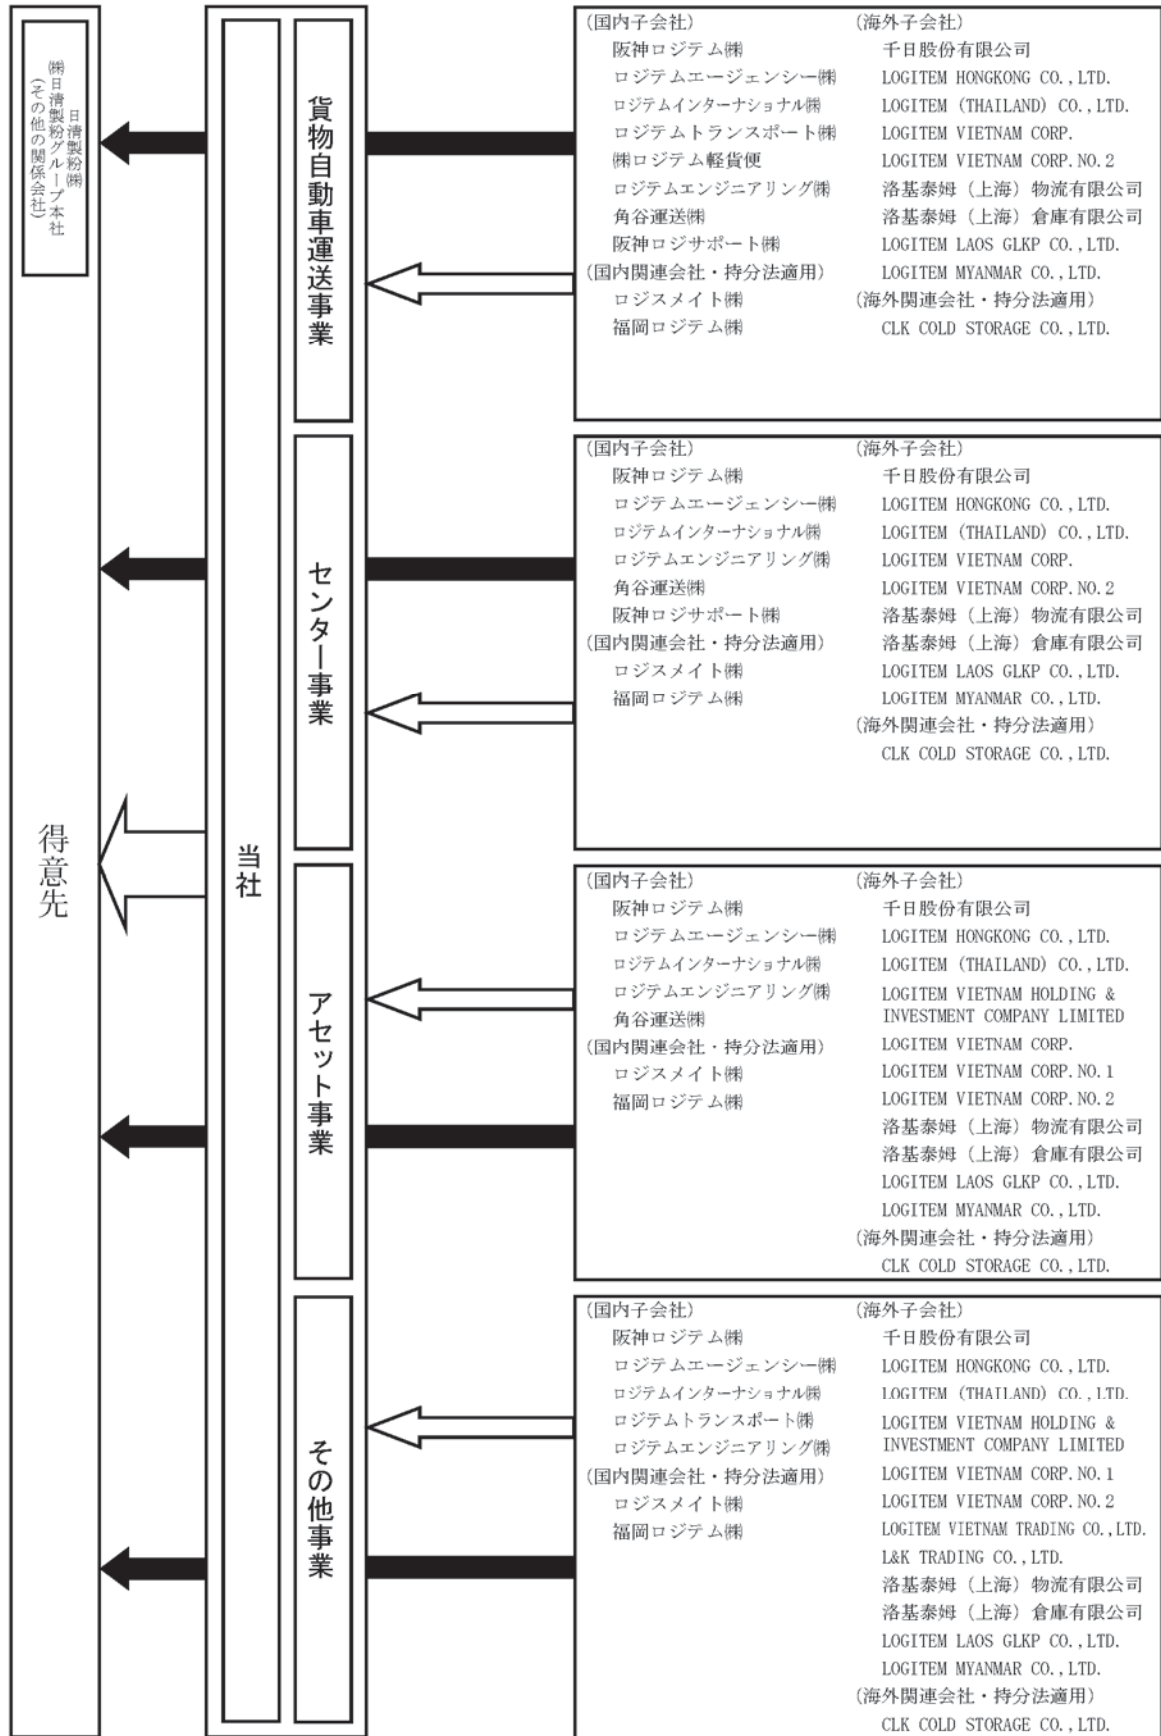 日清製粉㈱
㈱日清製粉グループ本社
(その他の関係会社)
得意先
当社
貨物自動車運送事業
(国内子会社)
阪神ロジテム㈱
ロジテムエージェンシー㈱
ロジテムインターナショナル㈱
ロジテムトランスポート㈱
㈱ロジテム軽貨便
ロジテムエンジニアリング㈱
角谷運送㈱
阪神ロジサポート㈱
(国内関連会社・持分法適用)
ロジスメイト㈱
福岡ロジテム㈱
(海外子会社)
千日股份有限公司
LOGITEM HONGKONG CO.,LTD.
LOGITEM (THAILAND) CO.,LTD.
LOGITEM VIETNAM CORP.
LOGITEM VIETNAM CORP.NO.2
洛基泰姆（上海）物流有限公司
洛基泰姆（上海）倉庫有限公司
LOGITEM LAOS GLKP CO.,LTD.
LOGITEM MYANMAR CO.,LTD.
(海外関連会社・持分法適用)
CLK COLD STORAGE CO.,LTD.
センター事業
(国内子会社)
阪神ロジテム㈱
ロジテムエージェンシー㈱
ロジテムインターナショナル㈱
ロジテムエンジニアリング㈱
角谷運送㈱
阪神ロジサポート㈱
(国内関連会社・持分法適用)
ロジスメイト㈱
福岡ロジテム㈱
(海外子会社)
千日股份有限公司
LOGITEM HONGKONG CO.,LTD.
LOGITEM (THAILAND) CO.,LTD.
LOGITEM VIETNAM CORP.
LOGITEM VIETNAM CORP.NO.2
洛基泰姆（上海）物流有限公司
洛基泰姆（上海）倉庫有限公司
LOGITEM LAOS GLKP CO.,LTD.
LOGITEM MYANMAR CO.,LTD.
(海外関連会社・持分法適用)
CLK COLD STORAGE CO.,LTD.
アセット事業
(国内子会社)
阪神ロジテム㈱
ロジテムエージェンシー㈱
ロジテムインターナショナル㈱
ロジテムエンジニアリング㈱
角谷運送㈱
(国内関連会社・持分法適用)
ロジスメイト㈱
福岡ロジテム㈱
(海外子会社)
千日股份有限公司
LOGITEM HONGKONG CO.,LTD.
LOGITEM (THAILAND) CO.,LTD.
LOGITEM VIETNAM HOLDING &
INVESTMENT COMPANY LIMITED
LOGITEM VIETNAM CORP.
LOGITEM VIETNAM CORP.NO.1
LOGITEM VIETNAM CORP.NO.2
洛基泰姆（上海）物流有限公司
洛基泰姆（上海）倉庫有限公司
LOGITEM LAOS GLKP CO.,LTD.
LOGITEM MYANMAR CO.,LTD.
(海外関連会社・持分法適用)
CLK COLD STORAGE CO.,LTD.
その他事業
(国内子会社)
阪神ロジテム㈱
ロジテムエージェンシー㈱
ロジテムインターナショナル㈱
ロジテムトランスポート㈱
ロジテムエンジニアリング㈱
(国内関連会社・持分法適用)
ロジスメイト㈱
福岡ロジテム㈱
(海外子会社)
千日股份有限公司
LOGITEM HONGKONG CO.,LTD.
LOGITEM (THAILAND) CO.,LTD.
LOGITEM VIETNAM HOLDING &
INVESTMENT COMPANY LIMITED
LOGITEM VIETNAM CORP.NO.1
LOGITEM VIETNAM CORP.NO.2
LOGITEM VIETNAM TRADING CO.,LTD.
L&K TRADING CO.,LTD.
洛基泰姆（上海）物流有限公司
洛基泰姆（上海）倉庫有限公司
LOGITEM LAOS GLKP CO.,LTD.
LOGITEM MYANMAR CO.,LTD.
(海外関連会社・持分法適用)
CLK COLD STORAGE CO.,LTD.